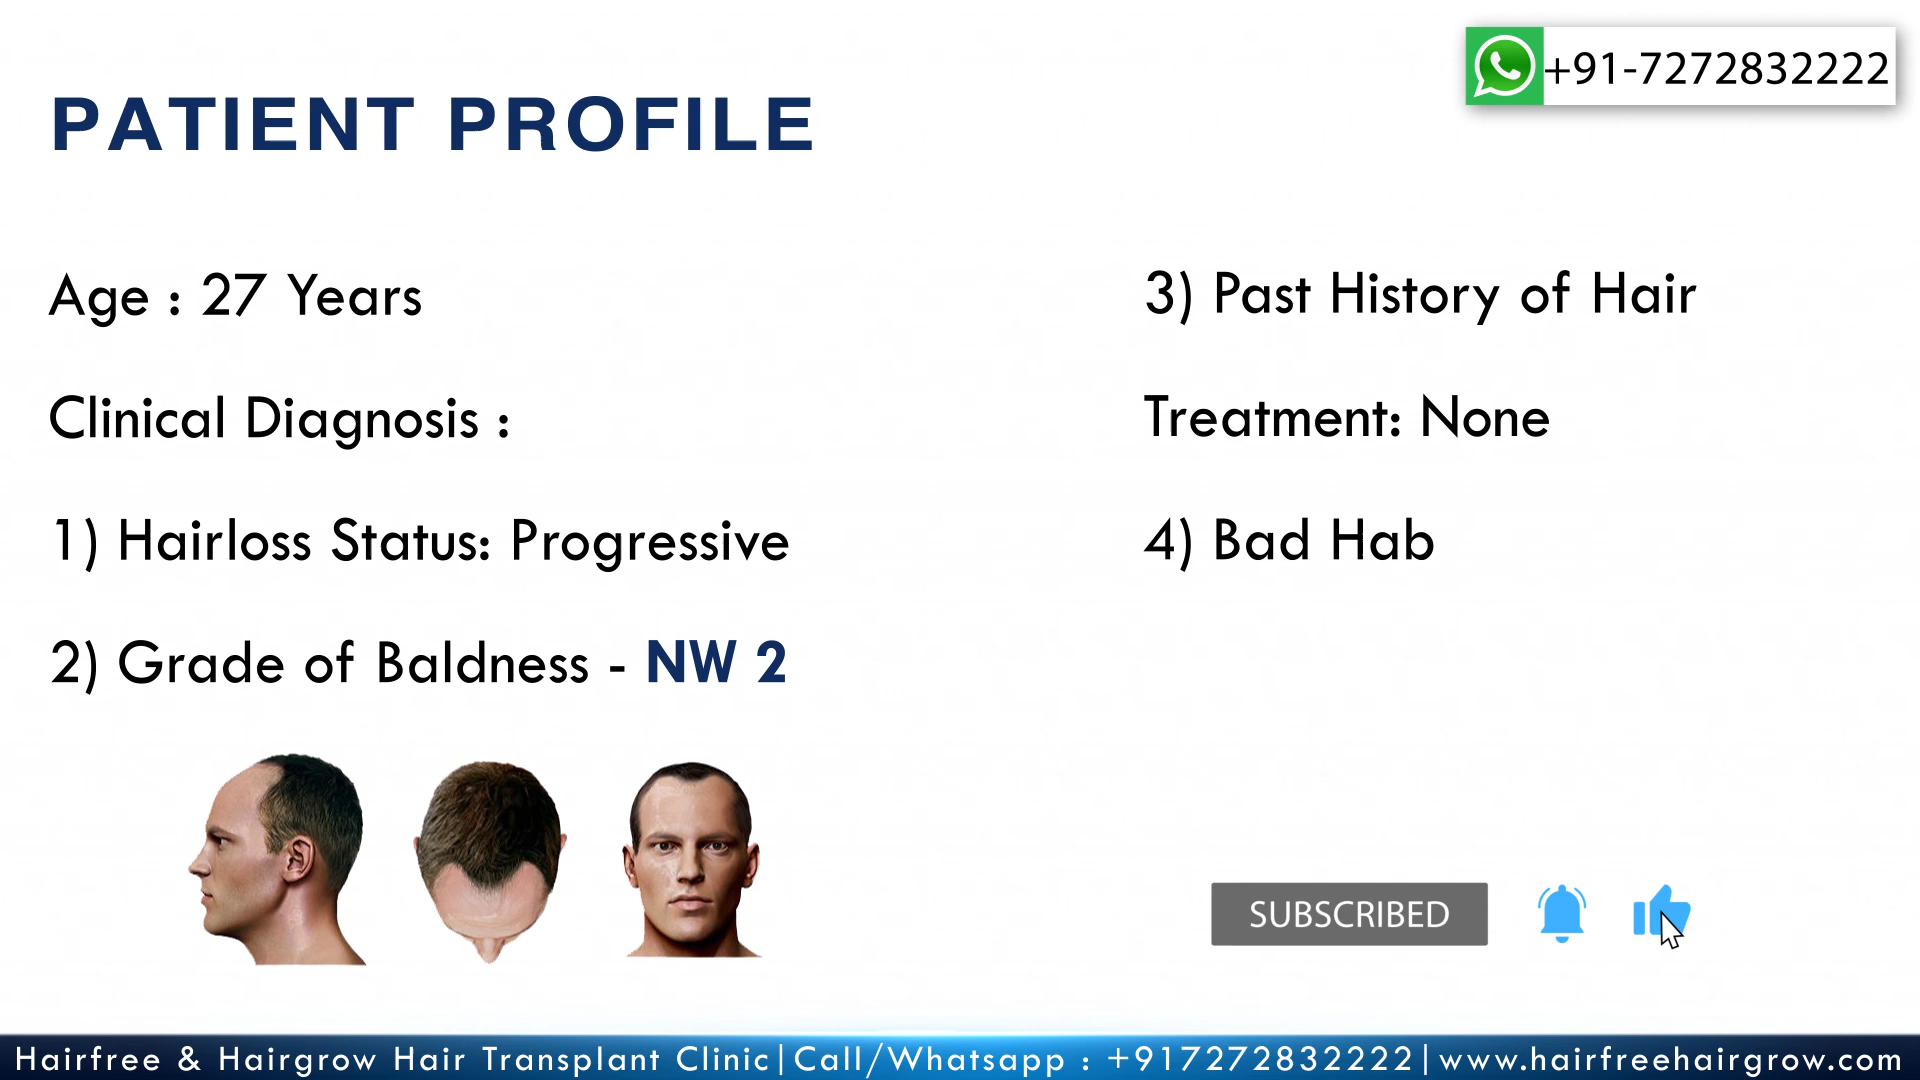 +91-7272832222
PATIENT PROFILE
Age : 27 Years
Clinical Diagnosis :
1) Hairloss Status: Progressive
2) Grade of Baldness - NW 2
3) Past History of Hair
Treatment: None
4) Bad Hab
SUBSCRIBED
Hairfree & Hairgrow Hair Transplant Clinic|Call/Whatsapp : +917272832222|www.hairfreehairgrow.com